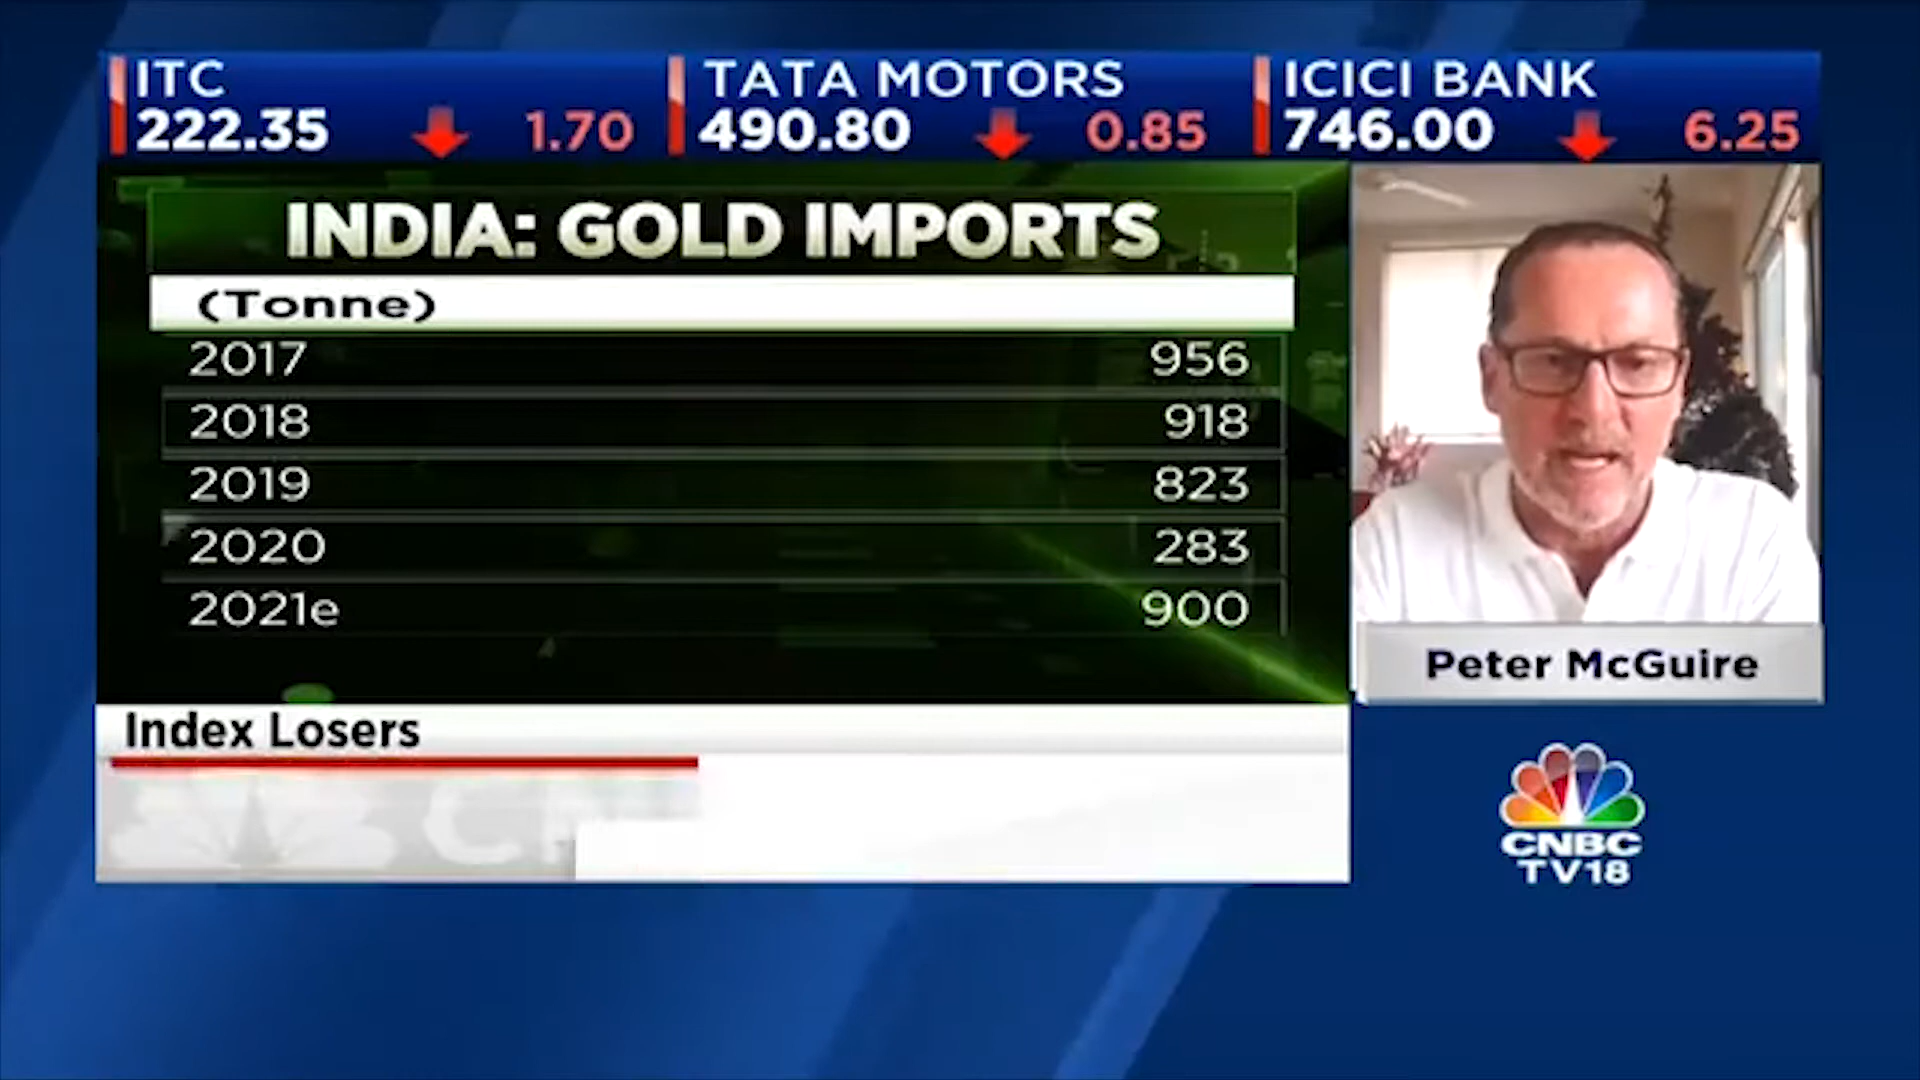 ITC
222.35 1.70
TATA MOTORS
490.80 0.85
ICICI BANK
746.00 6.25
INDIA: GOLD IMPORTS
(Tonne)
2017 956
2018 918
2019 823
2020 283
2021e 900
Peter McGuire
Index Losers
CNBC
TV18